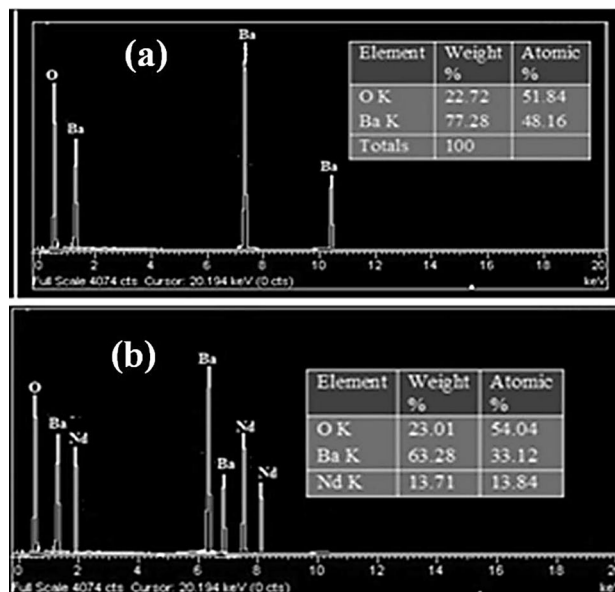 (a)
O
Ba
Ba
Ba
Element Weight % Atomic %
O K 22.72 51.84
Ba K 77.28 48.16
Totals 100
0 2 4 6 8 10 12 14 16 18 20
Full Scale 4074 cts Cursor: 20.194 keV (0 cts) keV
(b)
O
Ba
Nd
Ba
Ba
Nd
Nd
Element Weight % Atomic %
O K 23.01 54.04
Ba K 63.28 33.12
Nd K 13.71 13.84
0 2 4 6 8 10 12 14 16 18
Full Scale 4074 cts Cursor: 20.194 keV (0 cts) keV